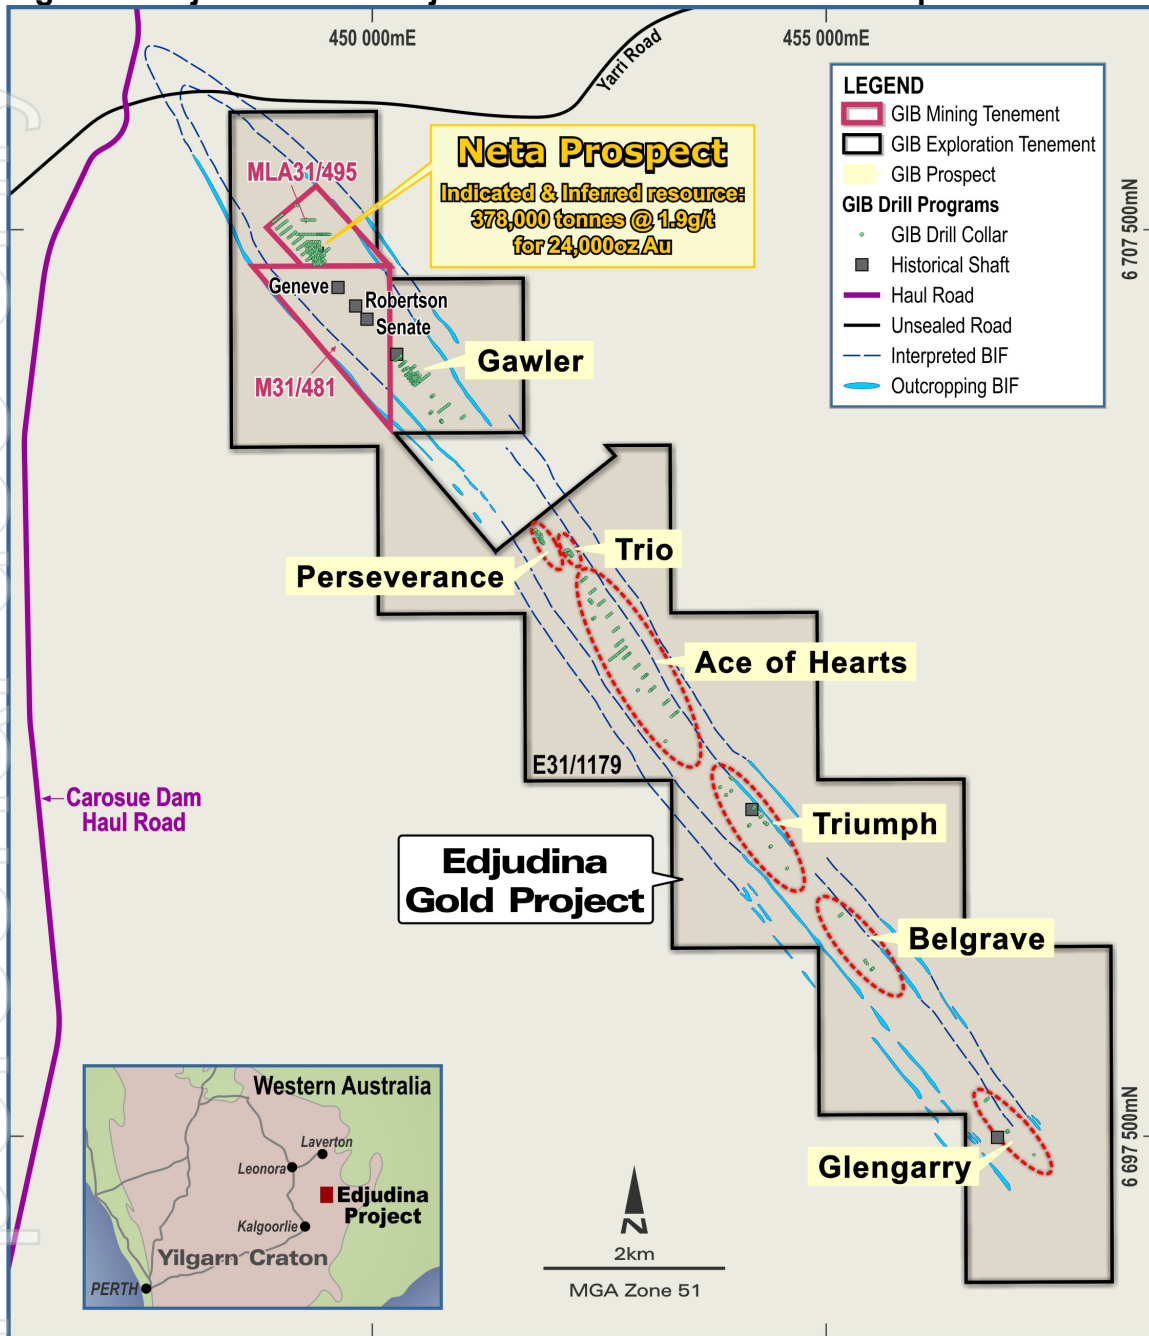 450 000mE
455 000mE
Yarri Road
LEGEND
GIB Mining Tenement
GIB Exploration Tenement
GIB Prospect
GIB Drill Programs
GIB Drill Collar
Historical Shaft
Haul Road
Unsealed Road
Interpreted BIF
Outcropping BIF
Neta Prospect
Indicated & Inferred resource:
378,000 tonnes @ 1.9g/t
for 24,000oz Au
MLA31/495
6 707 500mN
Geneve
Robertson
Senate
Gawler
M31/481
Trio
Perseverance
Ace of Hearts
E31/1179
Carosue Dam
Haul Road
Triumph
Edjudina
Gold Project
Belgrave
Glengarry
6 697 500mN
Western Australia
Laverton
Leonora
Edjudina
Project
Kalgoorlie
Yilgarn Craton
PERTH
N
2km
MGA Zone 51